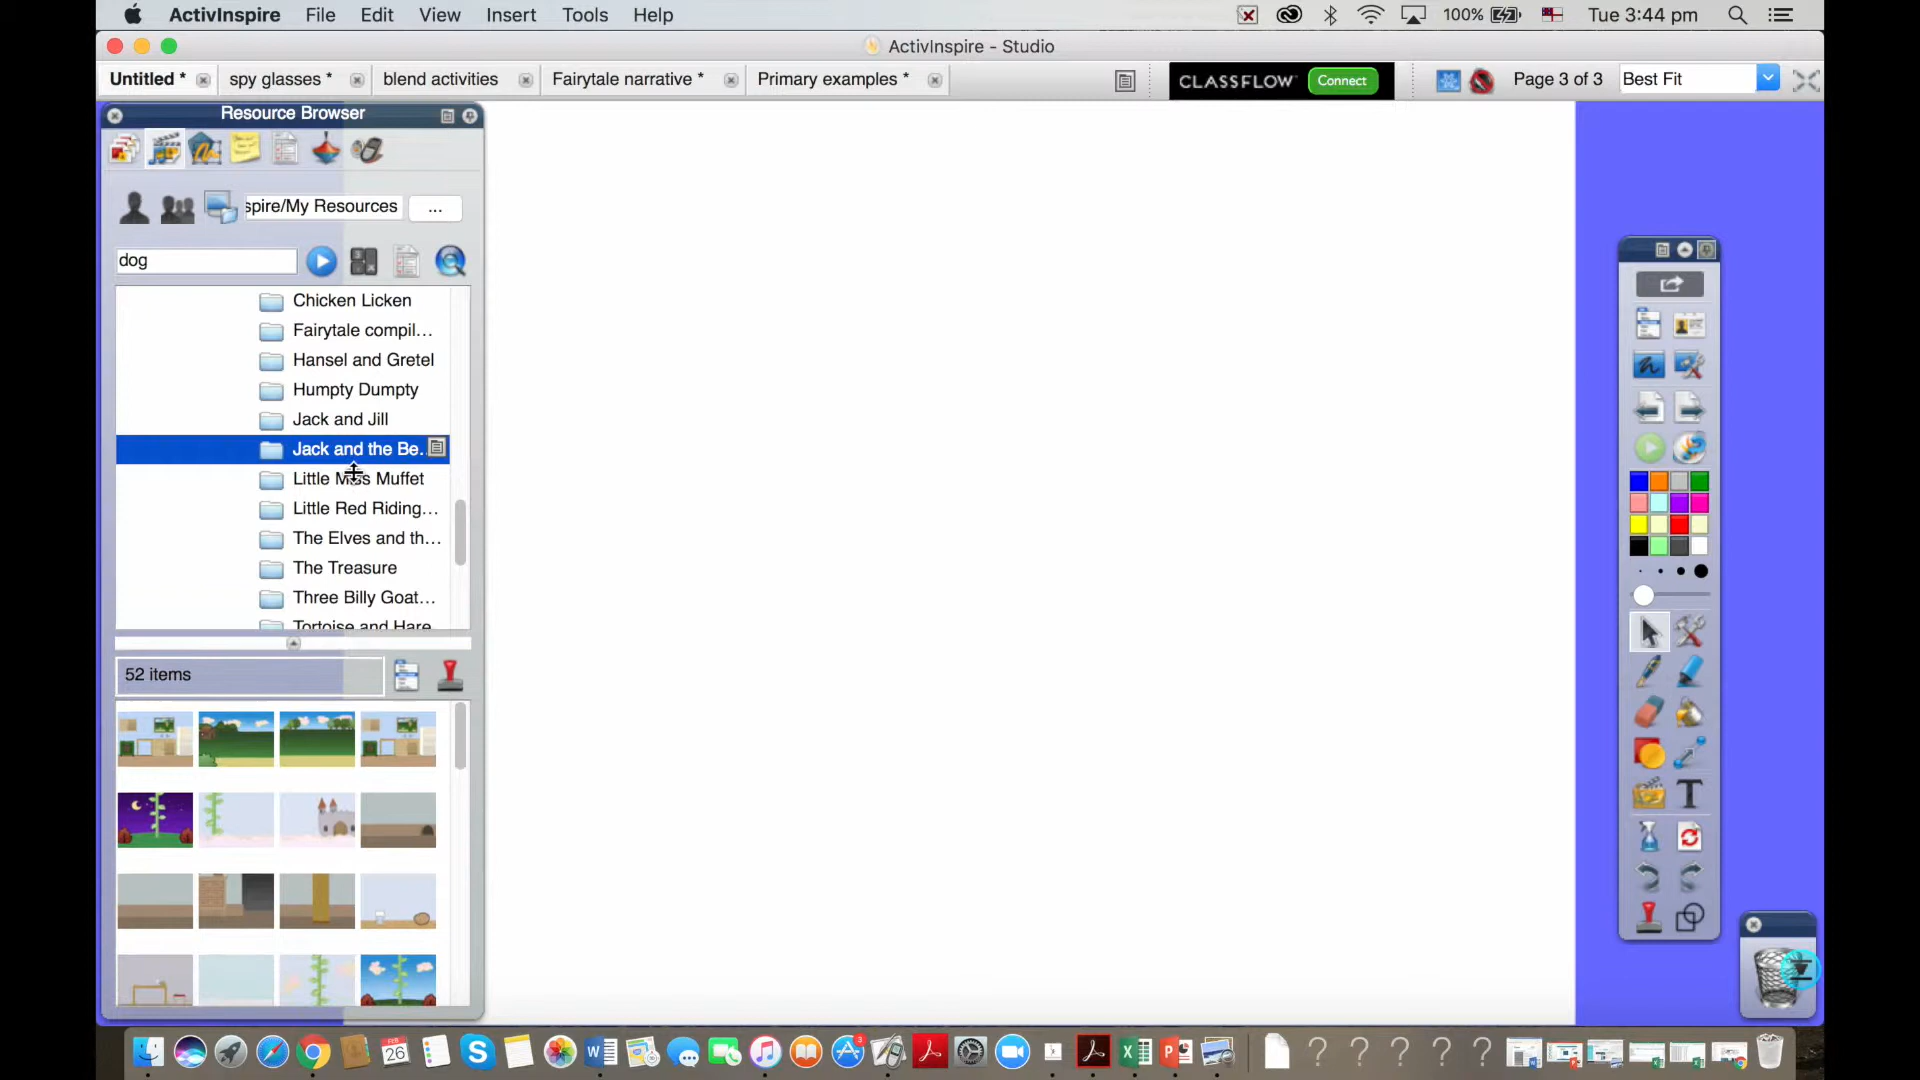 ActivInspire File Edit View Insert Tools Help 100% Tue 3:44 pm
ActivInspire - Studio
Untitled * spy glasses * blend activities Fairytale narrative * Primary examples * CLASSFLOW Connect Page 3 of 3 Best Fit
Resource Browser
spire/My Resources ...
dog
Chicken Licken
Fairytale compil...
Hansel and Gretel
Humpty Dumpty
Jack and Jill
Jack and the Be..
Little Miss Muffet
Little Red Riding...
The Elves and th...
The Treasure
Three Billy Goat...
Tortoise and Hare
52 items
FEB
26